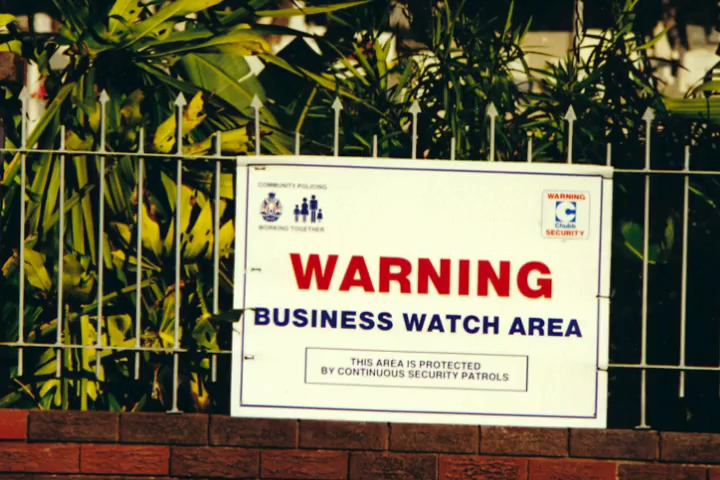 COMMUNITY POLICING
WORKING TOGETHER
WARNING
Chubb
SECURITY
WARNING
BUSINESS WATCH AREA
THIS AREA IS PROTECTED
BY CONTINUOUS SECURITY PATROLS